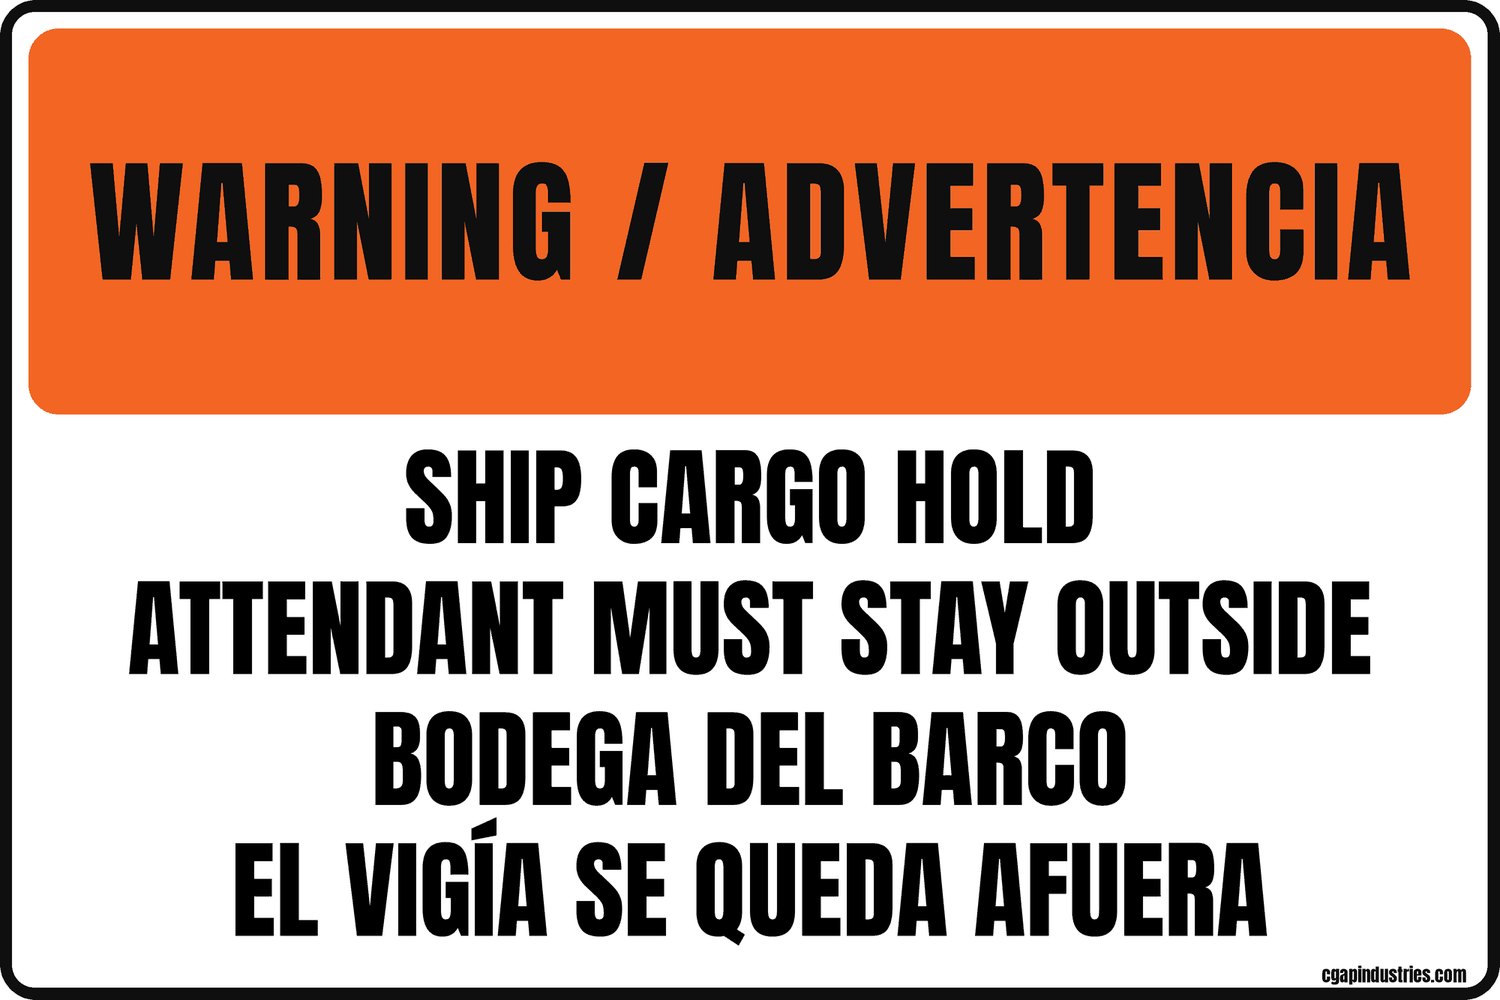 WARNING / ADVERTENCIA
SHIP CARGO HOLD
ATTENDANT MUST STAY OUTSIDE
BODEGA DEL BARCO
EL VIGÍA SE QUEDA AFUERA
cgapindustries.com